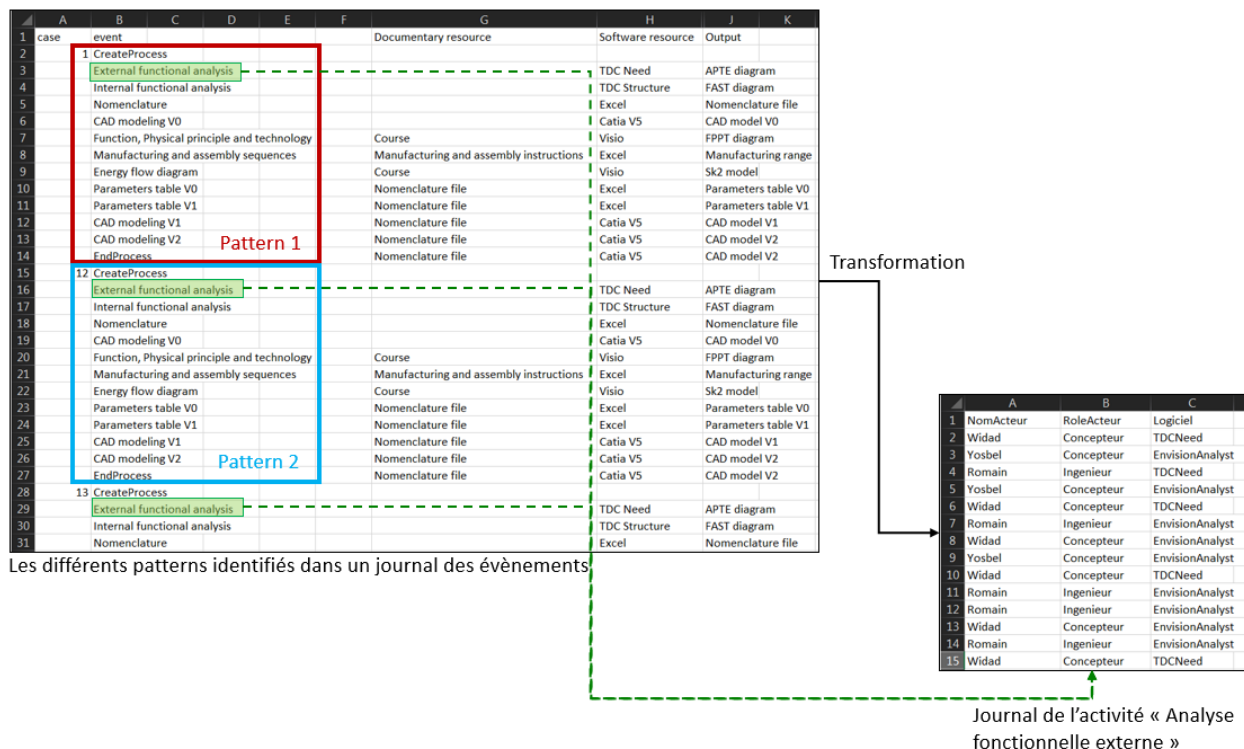 A B C D E F G H J K
1 case event Documentary resource Software resource Output
2 1 CreateProcess
3 External functional analysis TDC Need APTE diagram
4 Internal functional analysis TDC Structure FAST diagram
5 Nomenclature Excel Nomenclature file
6 CAD modeling V0 Catia V5 CAD model V0
7 Function, Physical principle and technology Course Visio FPPT diagram
8 Manufacturing and assembly sequences Manufacturing and assembly instructions Excel Manufacturing range
9 Energy flow diagram Course Visio Sk2 model
10 Parameters table V0 Nomenclature file Excel Parameters table V0
11 Parameters table V1 Nomenclature file Excel Parameters table V1
12 CAD modeling V1 Nomenclature file Catia V5 CAD model V1
13 CAD modeling V2 Pattern 1 Nomenclature file Catia V5 CAD model V2
14 EndProcess Nomenclature file Catia V5 CAD model V2
15 12 CreateProcess
16 External functional analysis TDC Need APTE diagram
17 Internal functional analysis TDC Structure FAST diagram
18 Nomenclature Excel Nomenclature file
19 CAD modeling V0 Catia V5 CAD model V0
20 Function, Physical principle and technology Course Visio FPPT diagram
21 Manufacturing and assembly sequences Manufacturing and assembly instructions Excel Manufacturing range
22 Energy flow diagram Course Visio Sk2 model
23 Parameters table V0 Nomenclature file Excel Parameters table V0
24 Parameters table V1 Nomenclature file Excel Parameters table V1
25 CAD modeling V1 Nomenclature file Catia V5 CAD model V1
26 CAD modeling V2 Pattern 2 Nomenclature file Catia V5 CAD model V2
27 EndProcess Nomenclature file Catia V5 CAD model V2
28 13 CreateProcess
29 External functional analysis TDC Need APTE diagram
30 Internal functional analysis TDC Structure FAST diagram
31 Nomenclature Excel Nomenclature file
Les différents patterns identifiés dans un journal des évènements
Transformation
A B C
1 NomActeur RoleActeur Logiciel
2 Widad Concepteur TDCNeed
3 Yosbel Concepteur EnvisionAnalyst
4 Romain Ingenieur TDCNeed
5 Yosbel Concepteur EnvisionAnalyst
6 Widad Concepteur TDCNeed
7 Romain Ingenieur EnvisionAnalyst
8 Widad Concepteur EnvisionAnalyst
9 Yosbel Concepteur EnvisionAnalyst
10 Widad Concepteur TDCNeed
11 Romain Ingenieur EnvisionAnalyst
12 Romain Ingenieur EnvisionAnalyst
13 Widad Concepteur EnvisionAnalyst
14 Romain Ingenieur EnvisionAnalyst
15 Widad Concepteur TDCNeed
Journal de l’activité « Analyse
fonctionnelle externe »